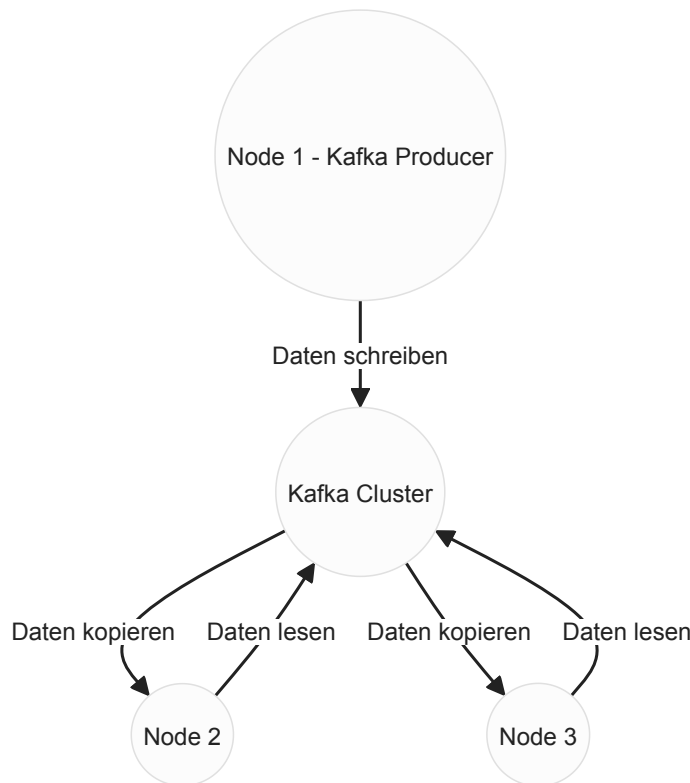 Node 1 - Kafka Producer
Daten schreiben
Kafka Cluster
Daten kopieren
Daten lesen
Daten kopieren
Daten lesen
Node 2
Node 3